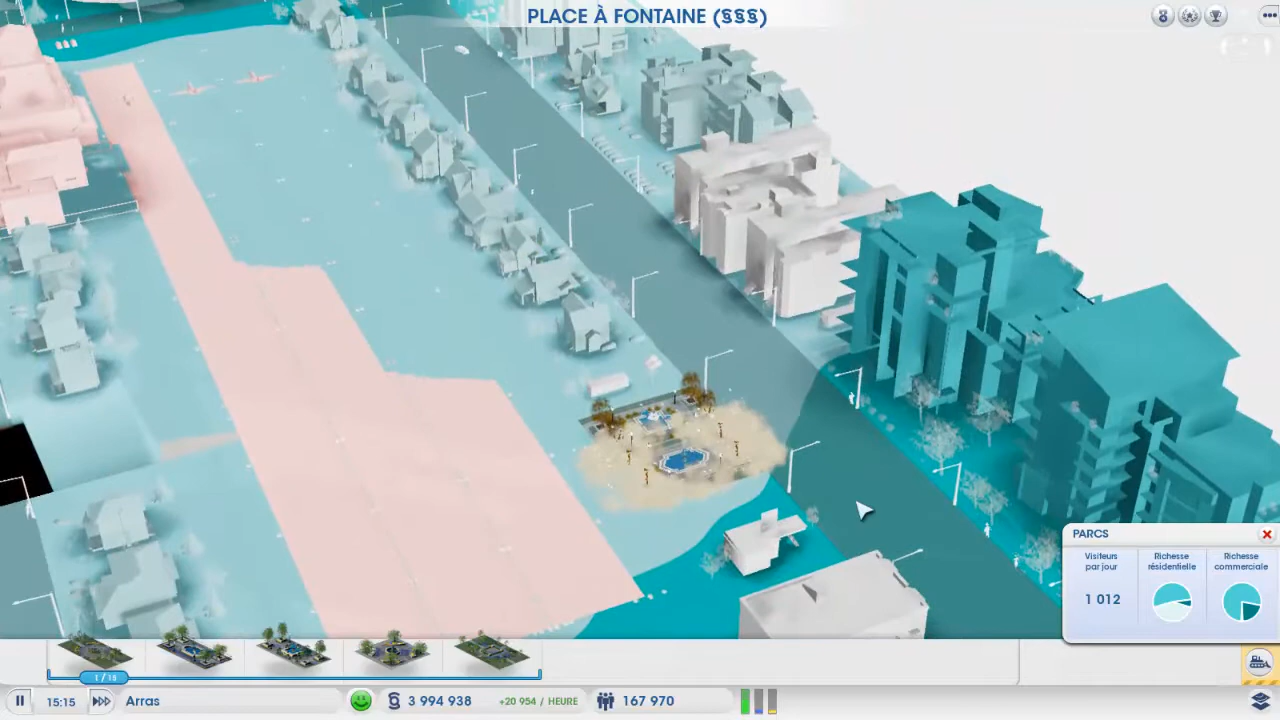 PLACE À FONTAINE (§§§)
PARCS
Visiteurs par jour
Richesse résidentielle
Richesse commerciale
1 012
1 / 15
15:15
Arras
3 994 938
+20 954 / HEURE
167 970